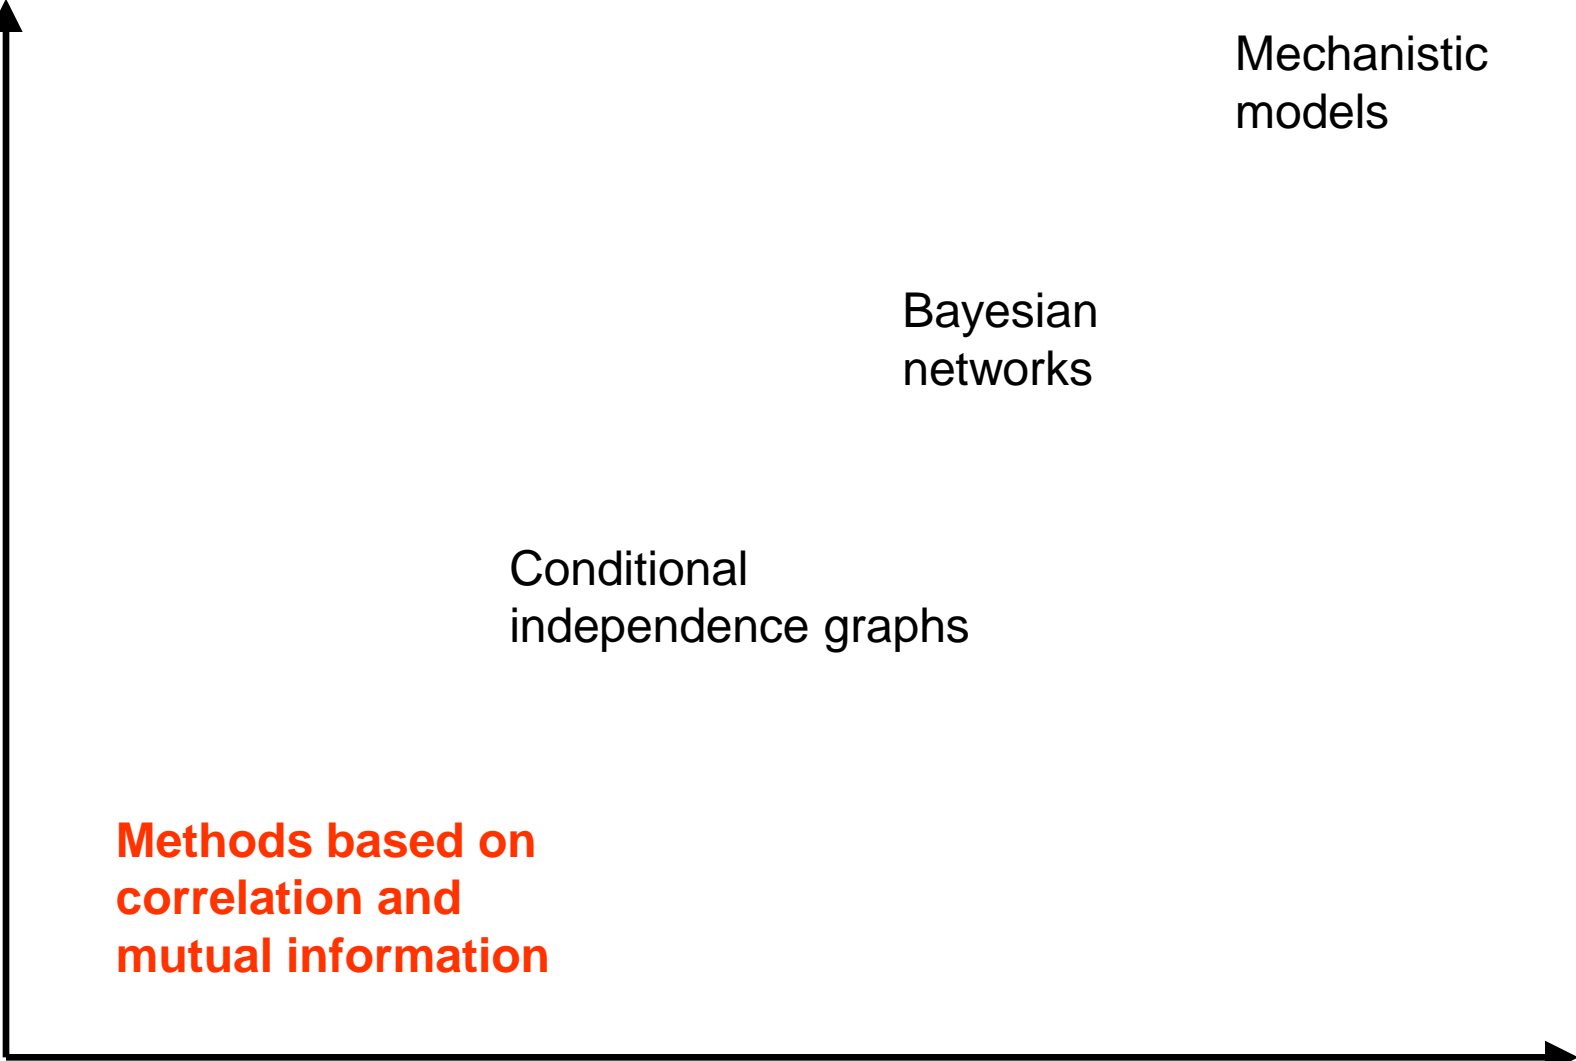 Mechanistic
models
Bayesian
networks
Conditional
independence graphs
Methods based on
correlation and
mutual information